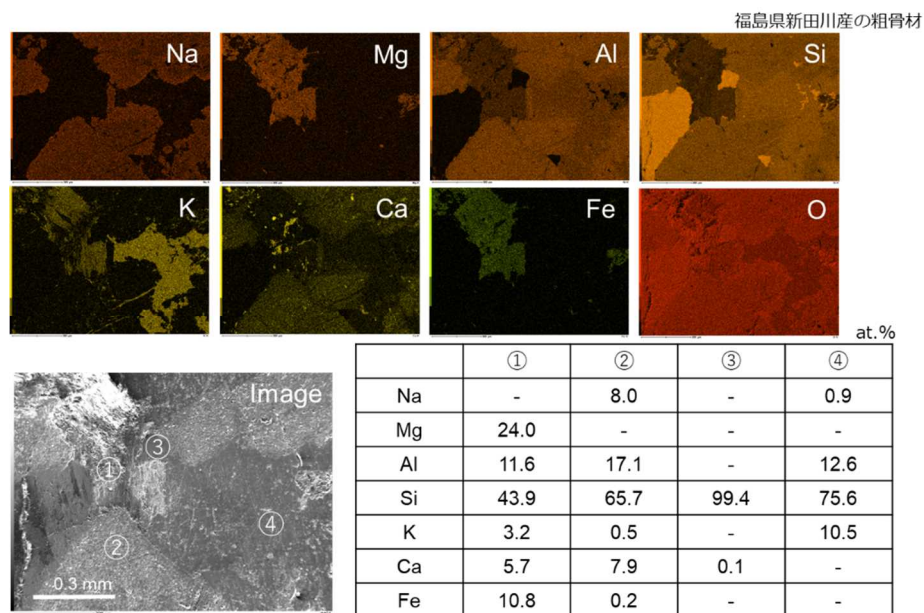 福島県新田川産の粗骨材
Na Mg Al Si
K Ca Fe O
at.%
Image
①
②
③
④
0.3 mm
① ② ③ ④
Na - 8.0 - 0.9
Mg 24.0 - - -
Al 11.6 17.1 - 12.6
Si 43.9 65.7 99.4 75.6
K 3.2 0.5 - 10.5
Ca 5.7 7.9 0.1 -
Fe 10.8 0.2 - -